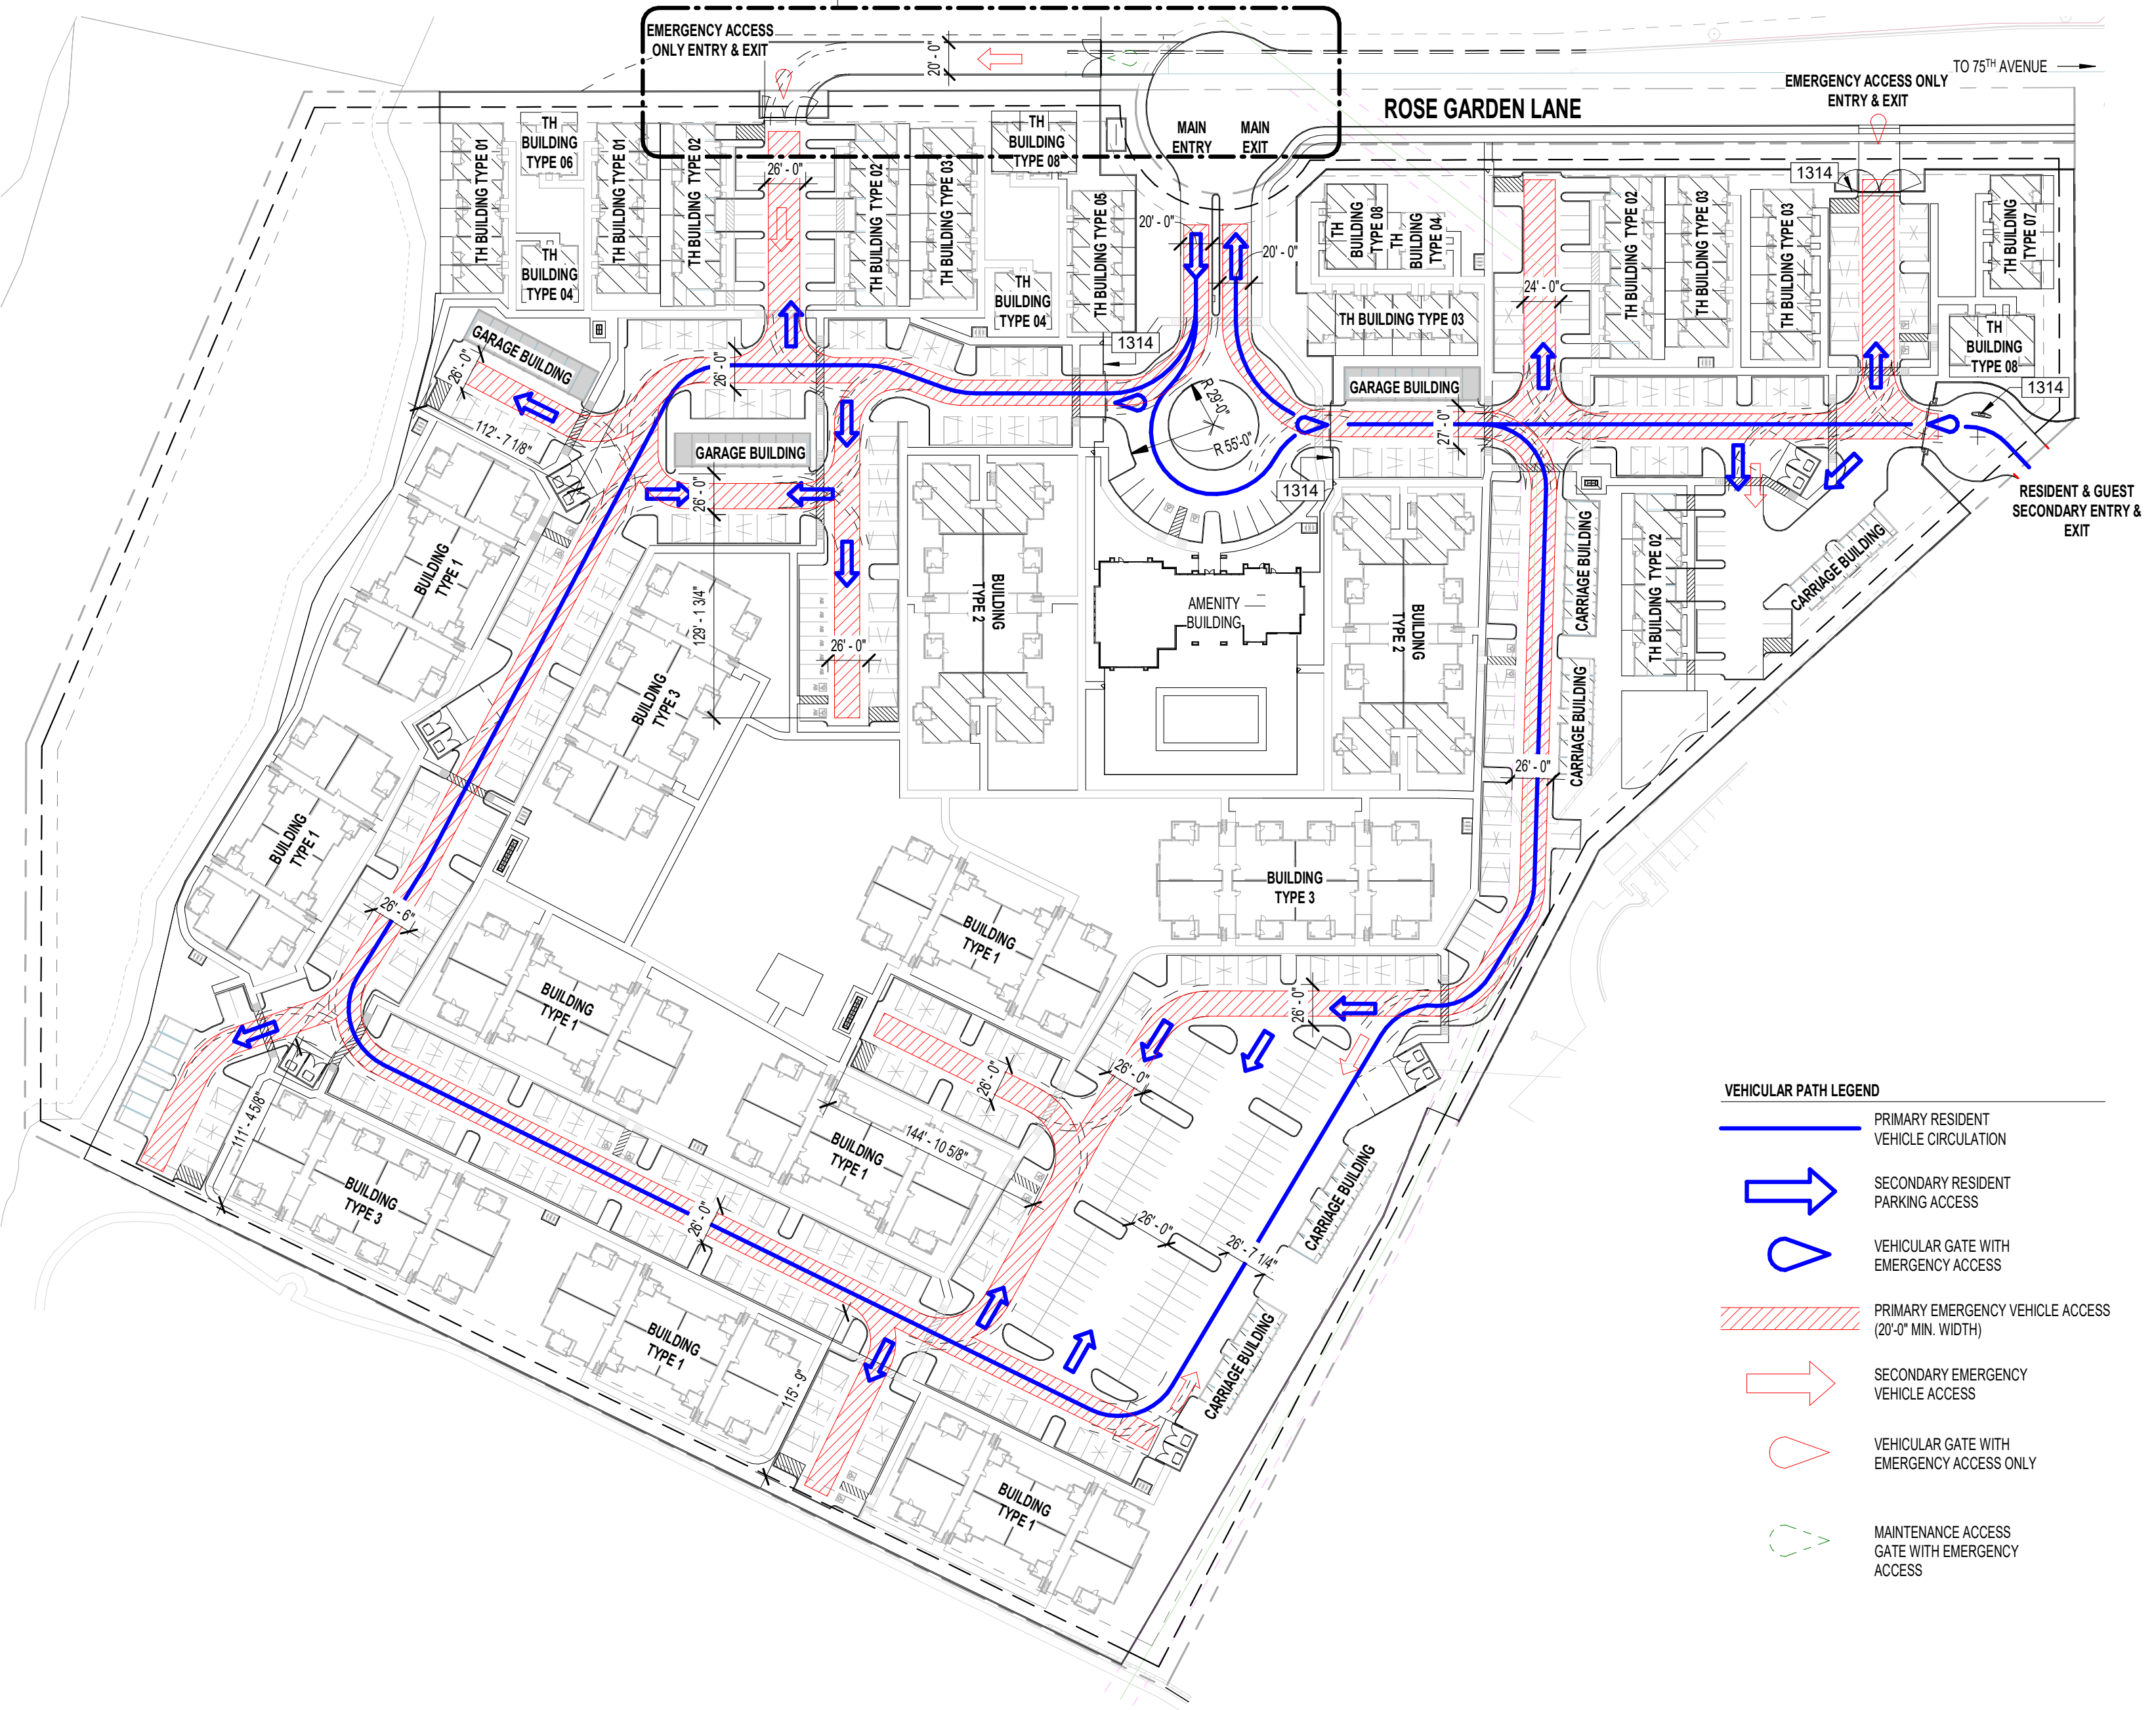 EMERGENCY ACCESS
ONLY ENTRY & EXIT
20' - 0"
TO 75TH AVENUE
EMERGENCY ACCESS ONLY
ENTRY & EXIT
ROSE GARDEN LANE
MAIN
ENTRY
MAIN
EXIT
TH BUILDING TYPE 01
TH
BUILDING
TYPE 06
TH BUILDING TYPE 01
TH BUILDING TYPE 02
26' - 0"
TH BUILDING TYPE 02
TH BUILDING TYPE 03
TH
BUILDING
TYPE 08
TH BUILDING TYPE 05
TH
BUILDING
TYPE 04
TH
BUILDING
TYPE 04
20' - 0"
20' - 0"
TH
BUILDING
TYPE 08
TH
BUILDING
TYPE 04
TH BUILDING TYPE 03
24' - 0"
TH BUILDING TYPE 02
TH BUILDING TYPE 03
TH BUILDING TYPE 03
1314
TH
BUILDING
TYPE 07
TH
BUILDING
TYPE 08
1314
GARAGE BUILDING
26' - 0"
112' - 7 1/8"
26' - 0"
GARAGE BUILDING
26' - 0"
1314
R 29'-0"
R 55'-0"
1314
GARAGE BUILDING
27' - 0"
RESIDENT & GUEST
SECONDARY ENTRY &
EXIT
BUILDING
TYPE 1
BUILDING
TYPE 3
129' - 1 3/4"
26' - 0"
BUILDING
TYPE 2
AMENITY
BUILDING
BUILDING
TYPE 2
CARRIAGE BUILDING
TH BUILDING TYPE 02
CARRIAGE BUILDING
CARRIAGE BUILDING
26' - 0"
BUILDING
TYPE 1
26' - 6"
BUILDING
TYPE 1
BUILDING
TYPE 1
BUILDING
TYPE 3
26' - 0"
26' - 0"
26' - 0"
111' - 4 5/8"
BUILDING
TYPE 3
BUILDING
TYPE 1
144' - 10 5/8"
26' - 0"
26' - 0"
26' - 7 1/4"
CARRIAGE BUILDING
CARRIAGE BUILDING
BUILDING
TYPE 1
115' - 9"
BUILDING
TYPE 1
VEHICULAR PATH LEGEND
PRIMARY RESIDENT
VEHICLE CIRCULATION
SECONDARY RESIDENT
PARKING ACCESS
VEHICULAR GATE WITH
EMERGENCY ACCESS
PRIMARY EMERGENCY VEHICLE ACCESS
(20'-0" MIN. WIDTH)
SECONDARY EMERGENCY
VEHICLE ACCESS
VEHICULAR GATE WITH
EMERGENCY ACCESS ONLY
MAINTENANCE ACCESS
GATE WITH EMERGENCY
ACCESS